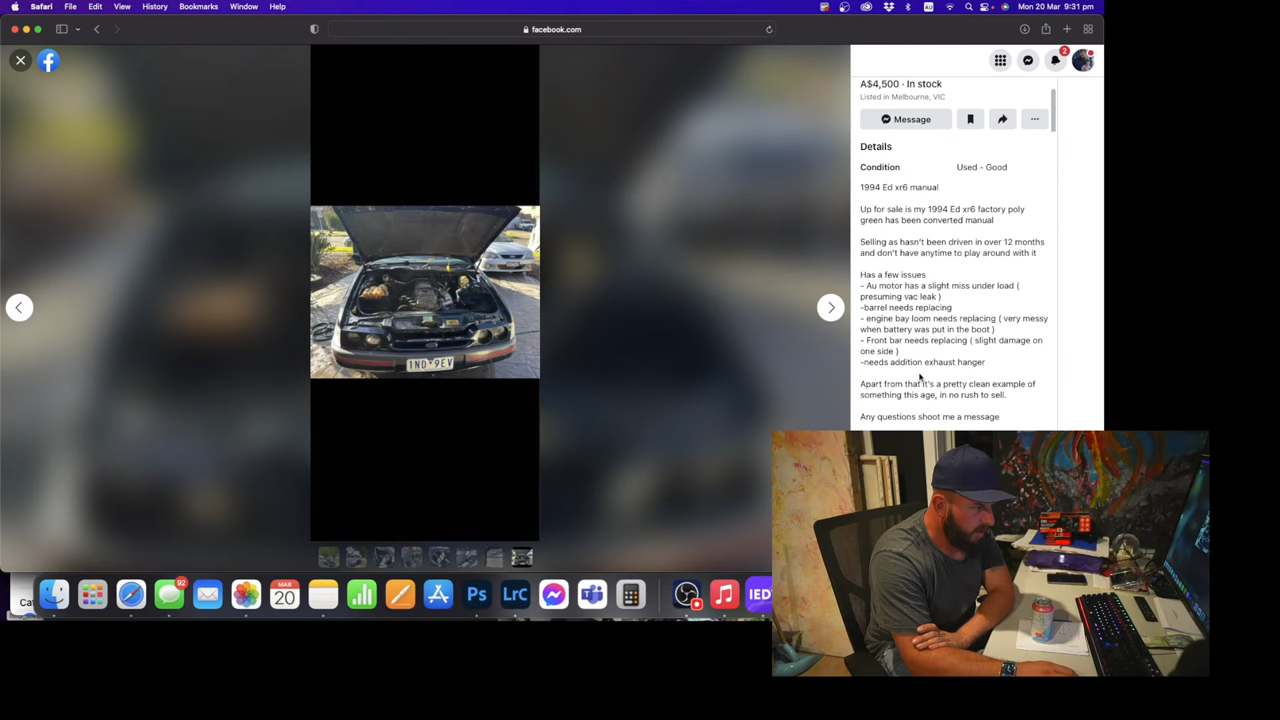 Safari File Edit View History Bookmarks Window Help
AU
Mon 20 Mar 9:31 pm
facebook.com
2
A$4,500 · In stock
Listed in Melbourne, VIC
Message
Details
Condition Used - Good
1994 Ed xr6 manual
Up for sale is my 1994 Ed xr6 factory poly
green has been converted manual
Selling as hasn't been driven in over 12 months
and don't have anytime to play around with it
Has a few issues
- Au motor has a slight miss under load (
presuming vac leak )
-barrel needs replacing
- engine bay loom needs replacing ( very messy
when battery was put in the boot )
- Front bar needs replacing ( slight damage on
one side )
-needs addition exhaust hanger
Apart from that it's a pretty clean example of
something this age, in no rush to sell.
Any questions shoot me a message
1ND·9EV
92
MAR
20
Ps
LrC
IED